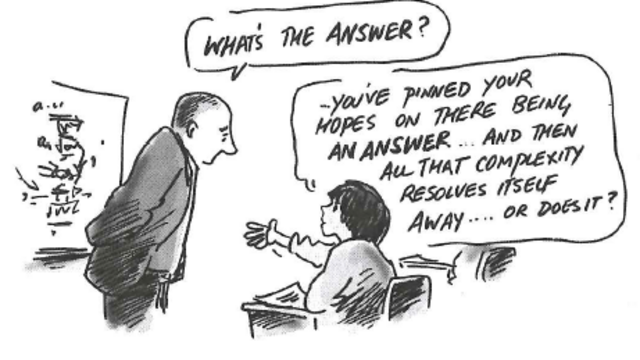 WHAT'S THE ANSWER?
...YOU'VE PINNED YOUR
HOPES ON THERE BEING
AN ANSWER ... AND THEN
ALL THAT COMPLEXITY
RESOLVES ITSELF
AWAY.... OR DOES IT?